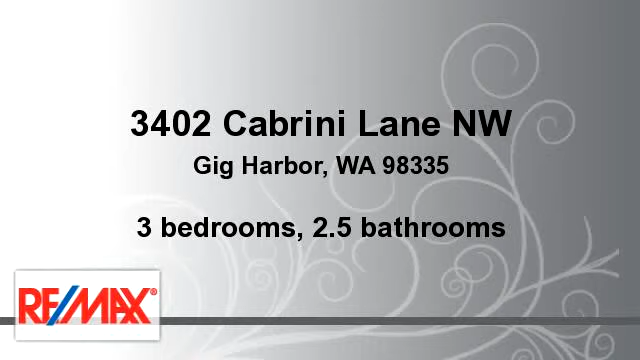 3402 Cabrini Lane NW
Gig Harbor, WA 98335
3 bedrooms, 2.5 bathrooms
RE/MAX®